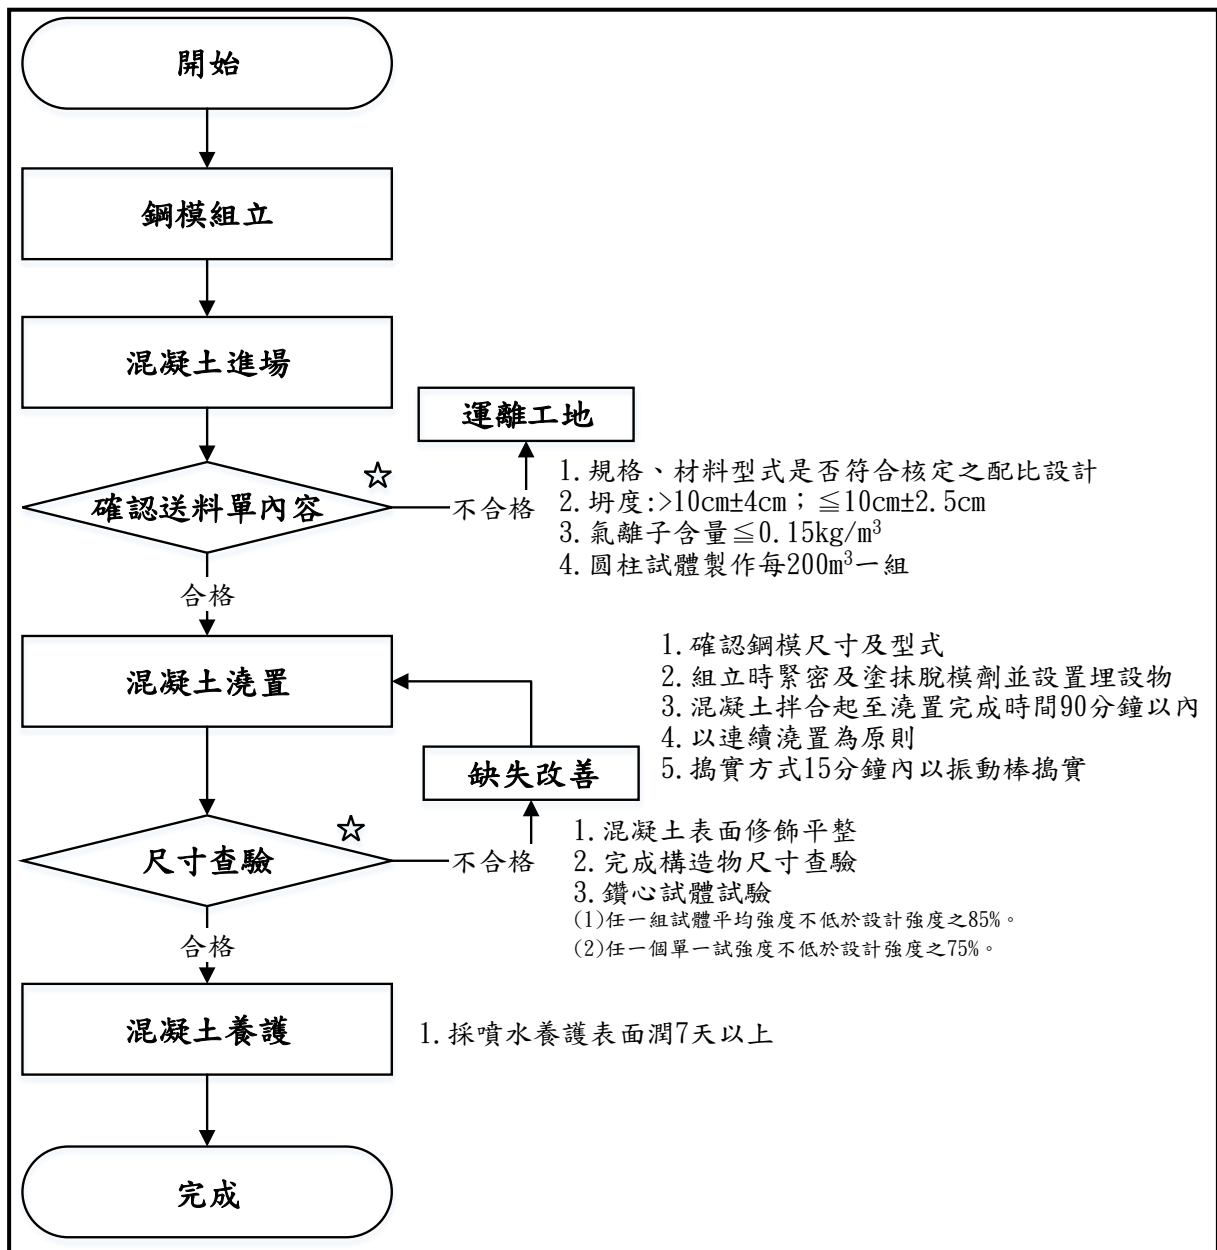 開始
鋼模組立
混凝土進場
運離工地
確認送料單內容
☆
不合格
1.規格、材料型式是否符合核定之配比設計
2.坍度:>10cm±4cm；≦10cm±2.5cm
3.氣離子含量≦0.15kg/m³
4.圓柱試體製作每200m³一組
合格
混凝土澆置
1.確認鋼模尺寸及型式
2.組立時緊密及塗抹脫模劑並設置埋設物
3.混凝土拌合起至澆置完成時間90分鐘以內
4.以連續澆置為原則
5.搗實方式15分鐘內以振動棒搗實
缺失改善
尺寸查驗
☆
不合格
1.混凝土表面修飾平整
2.完成構造物尺寸查驗
3.鑽心試體試驗
(1)任一組試體平均強度不低於設計強度之85%。
(2)任一個單一試強度不低於設計強度之75%。
合格
混凝土養護
1.採噴水養護表面潤7天以上
完成